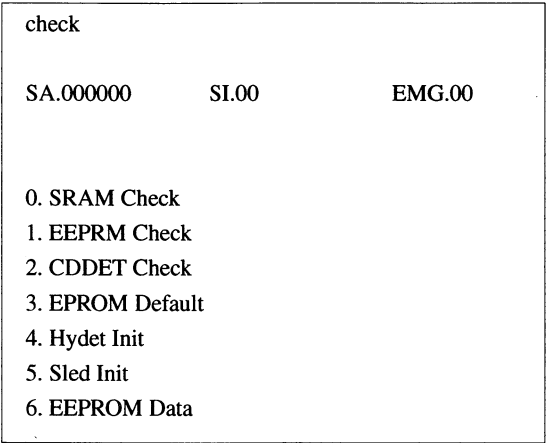 check
SA.000000 SI.00 EMG.00
0. SRAM Check
1. EEPRM Check
2. CDDET Check
3. EPROM Default
4. Hydet Init
5. Sled Init
6. EEPROM Data